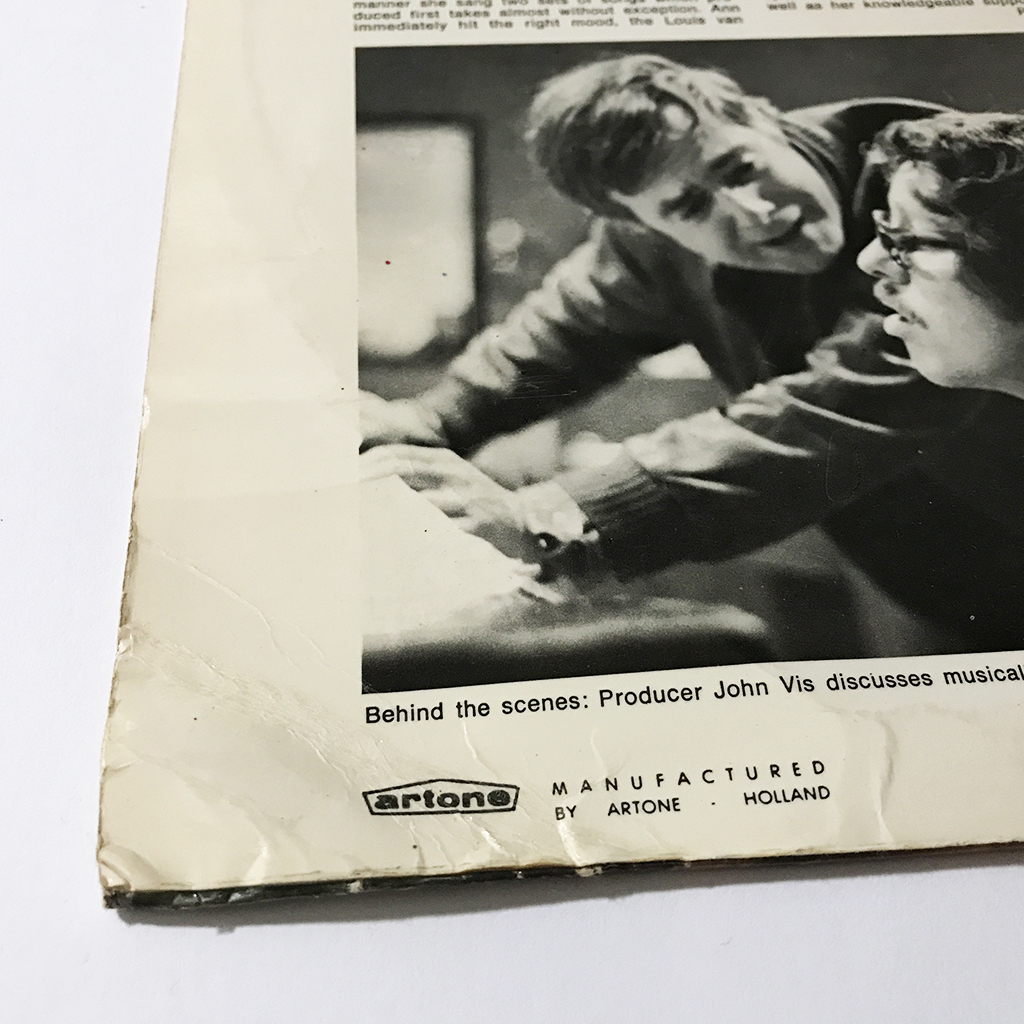 manner she sang two sets of songs which pro-
duced first takes almost without exception. Ann
immediately hit the right mood, the Louis van
well as her knowledgeable
Behind the scenes: Producer John Vis discusses musical
artone
MANUFACTURED
BY ARTONE - HOLLAND